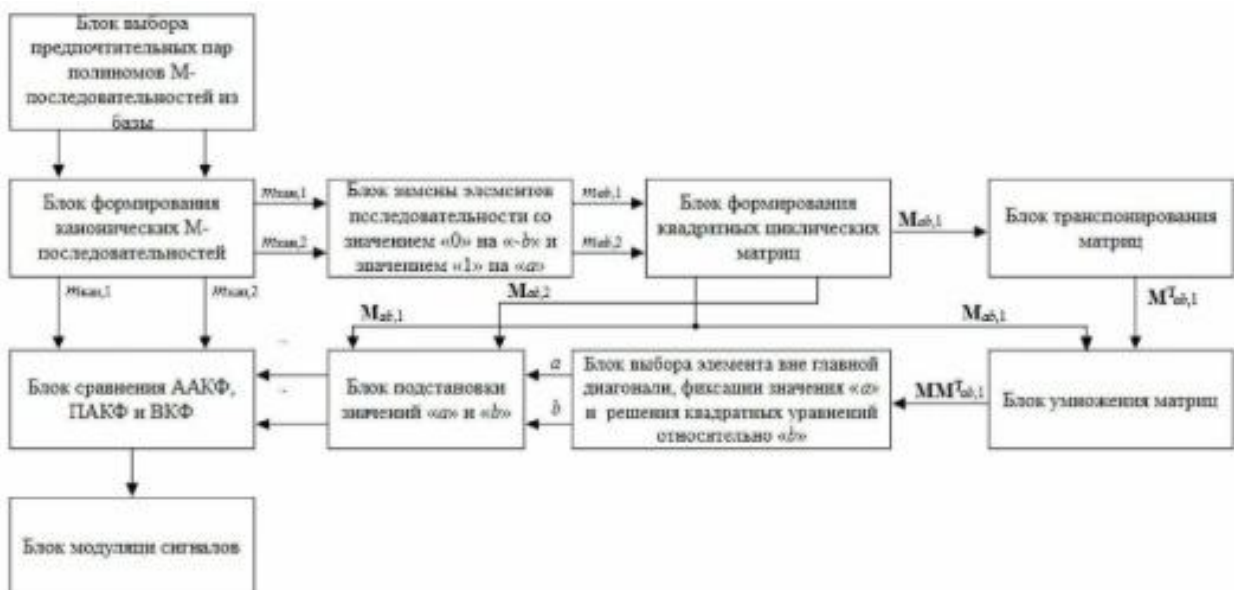 Блок выбора
предпочтительных пар
полиномов М-
последовательностей из
базы
Блок формирования
канонических М-
последовательностей
mкан,1
mкан,2
Блок замены элементов
последовательности со
значением «0» на «-b» и
значением «1» на «a»
mab,1
mab,2
Блок формирования
квадратных циклических
матриц
Mab,1
Блок транспонирования
матриц
mкан,1
mкан,2
Mab,2
Mab,1
Mab,1
MTab,1
Блок сравнения ААКФ,
ПАКФ и ВКФ
Блок подстановки
значений «a» и «b»
a
b
Блок выбора элемента вне главной
диагонали, фиксации значения «a»
и решения квадратных уравнений
относительно «b»
MMTab,1
Блок умножения матриц
Блок модуляци сигналов